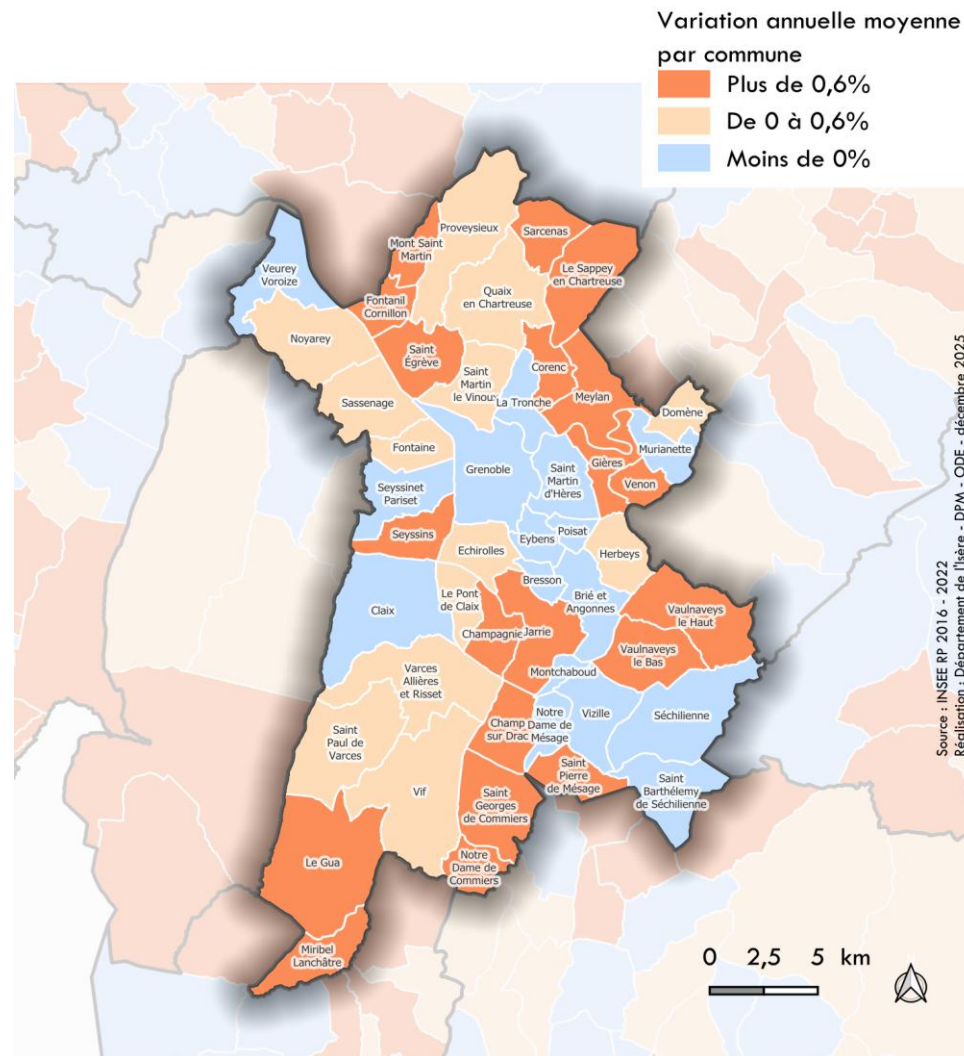 Variation annuelle moyenne
par commune
Plus de 0,6%
De 0 à 0,6%
Moins de 0%
Proveysieux
Sarcenas
Mont Saint
Martin
Le Sappey
en Chartreuse
Veurey
Voroize
Quaix
en Chartreuse
Fontanil
Cornillon
Noyarey
Saint
Égrève
Saint
Martin
le Vinoux
Corenc
Meylan
La Tronche
Sassenage
Domène
Fontaine
Murianette
Grenoble
Saint
Martin
d'Hères
Gières
Venon
Seyssinet
Pariset
Seyssins
Eybens
Poisat
Echirolles
Herbeys
Bresson
Claix
Le Pont
de Claix
Brié et
Angonnes
Vaulnaveys
le Haut
Champagnier
Jarrie
Vaulnaveys
le Bas
Montchaboud
Varces
Allières
et Risset
Notre
Dame de
Mésage
Vizille
Séchilienne
Champ
sur Drac
Saint
Paul de
Varces
Saint
Pierre
de Mésage
Saint
Barthélemy
de Séchilienne
Vif
Saint
Georges
de Commiers
Le Gua
Notre
Dame de
Commiers
Miribel
Lanchâtre
0 2,5 5 km
Source : INSEE RP 2016 - 2022
Réalisation : Département de l'Isère - DPM - ODE - décembre 2025